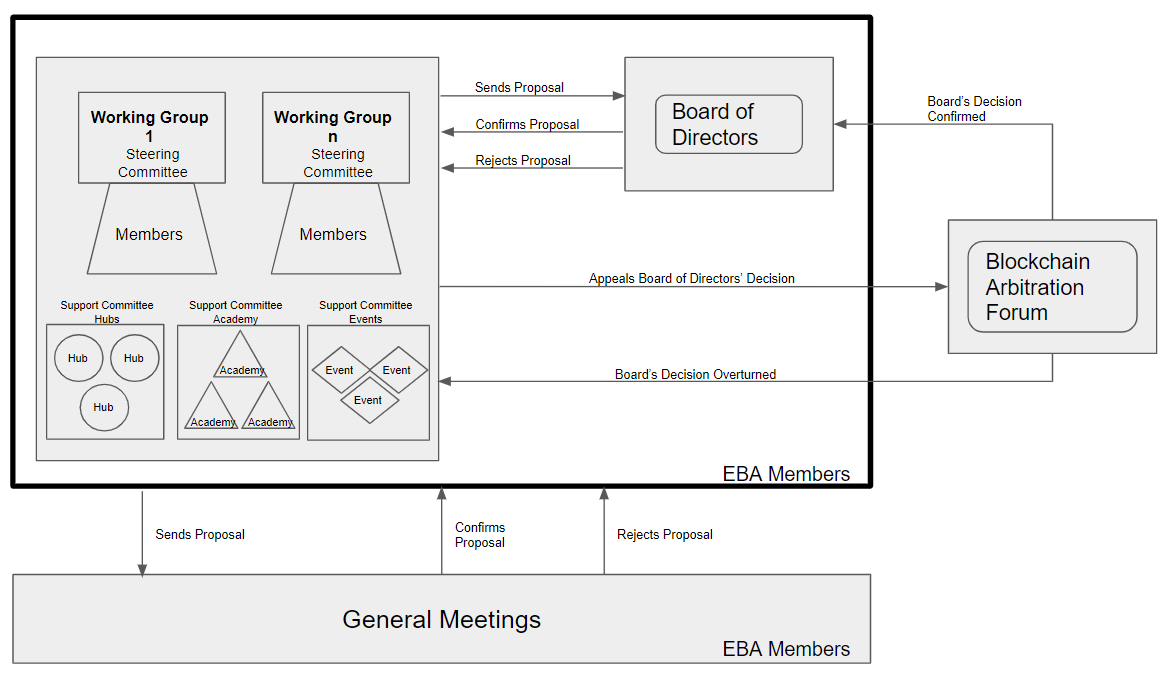 Working Group
1
Steering
Committee
Members
Working Group
n
Steering
Committee
Members
Support Committee
Hubs
Hub
Hub
Hub
Support Committee
Academy
Academy
Academy
Academy
Support Committee
Events
Event
Event
Event
Sends Proposal
Confirms Proposal
Rejects Proposal
Board of
Directors
Board's Decision
Confirmed
Blockchain
Arbitration
Forum
Appeals Board of Directors' Decision
Board's Decision Overturned
EBA Members
Sends Proposal
Confirms
Proposal
Rejects Proposal
General Meetings
EBA Members